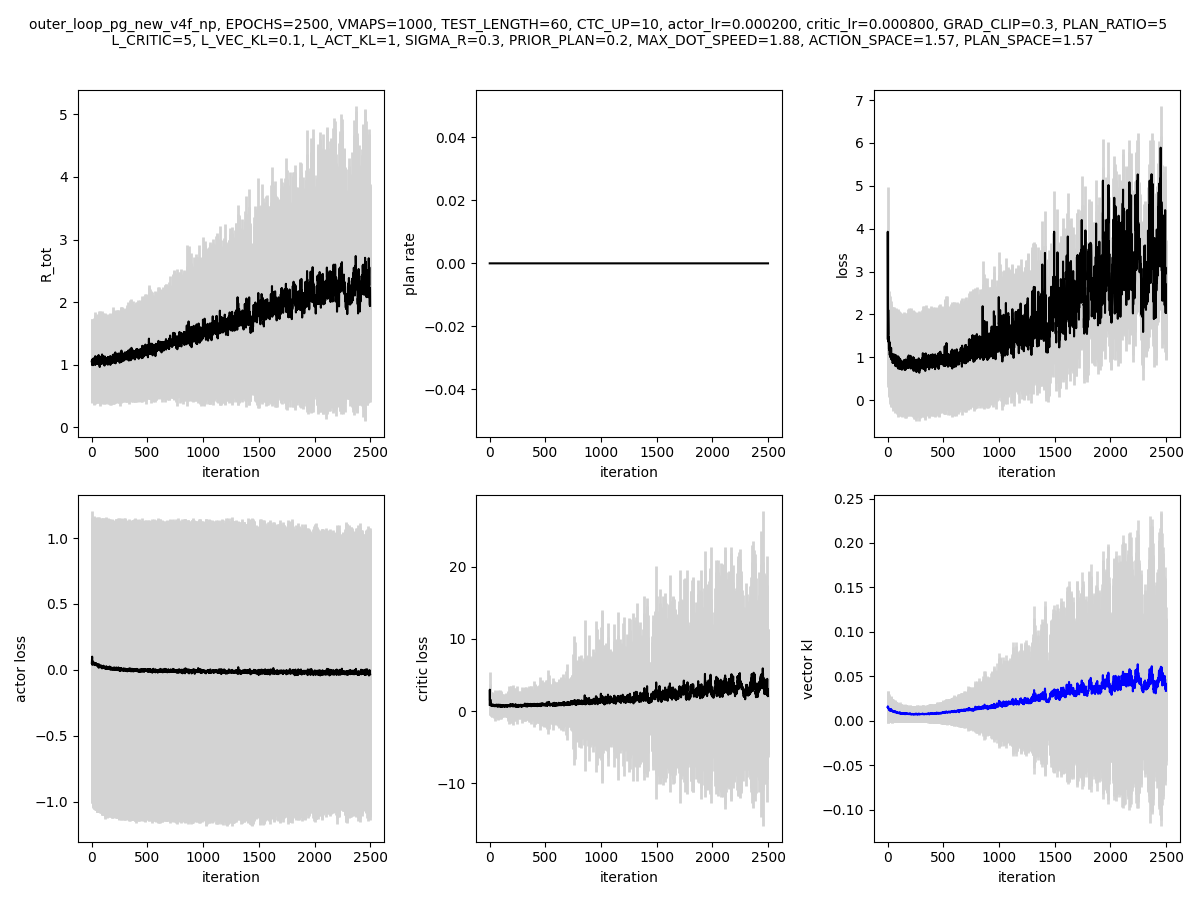 outer_loop_pg_new_v4f_np, EPOCHS=2500, VMAPS=1000, TEST_LENGTH=60, CTC_UP=10, actor_lr=0.000200, critic_lr=0.000800, GRAD_CLIP=0.3, PLAN_RATIO=5
L_CRITIC=5, L_VEC_KL=0.1, L_ACT_KL=1, SIGMA_R=0.3, PRIOR_PLAN=0.2, MAX_DOT_SPEED=1.88, ACTION_SPACE=1.57, PLAN_SPACE=1.57
R_tot
5
4
3
2
1
0
0 500 1000 1500 2000 2500
iteration
plan rate
0.04
0.02
0.00
−0.02
−0.04
0 500 1000 1500 2000 2500
iteration
loss
7
6
5
4
3
2
1
0
0 500 1000 1500 2000 2500
iteration
actor loss
1.0
0.5
0.0
−0.5
−1.0
0 500 1000 1500 2000 2500
iteration
critic loss
20
10
0
−10
0 500 1000 1500 2000 2500
iteration
vector kl
0.25
0.20
0.15
0.10
0.05
0.00
−0.05
−0.10
0 500 1000 1500 2000 2500
iteration